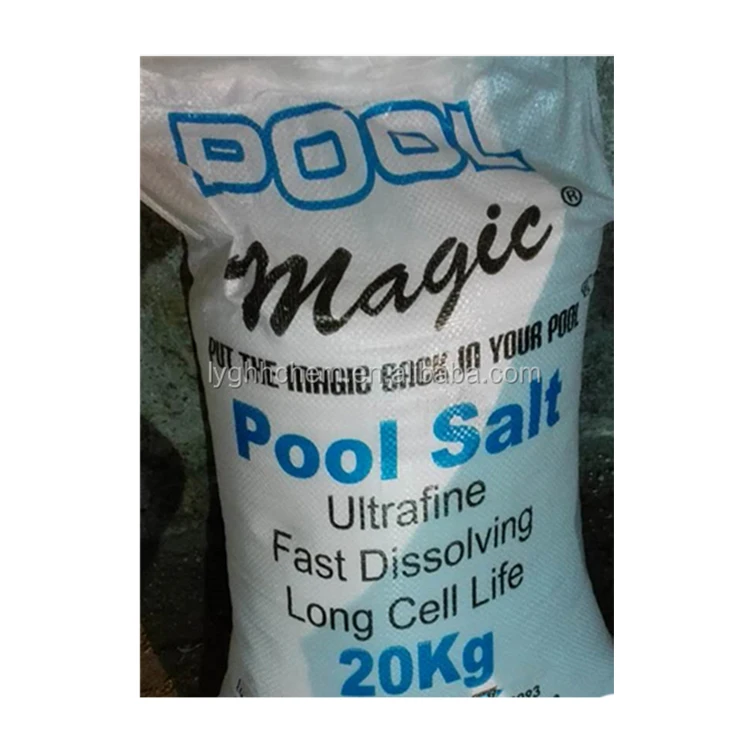 POOL
magic®
PUT THE MAGIC BACK IN YOUR POOL
lyghhchem.en.alibaba.com
Pool Salt
Ultrafine
Fast Dissolving
Long Cell Life
20Kg